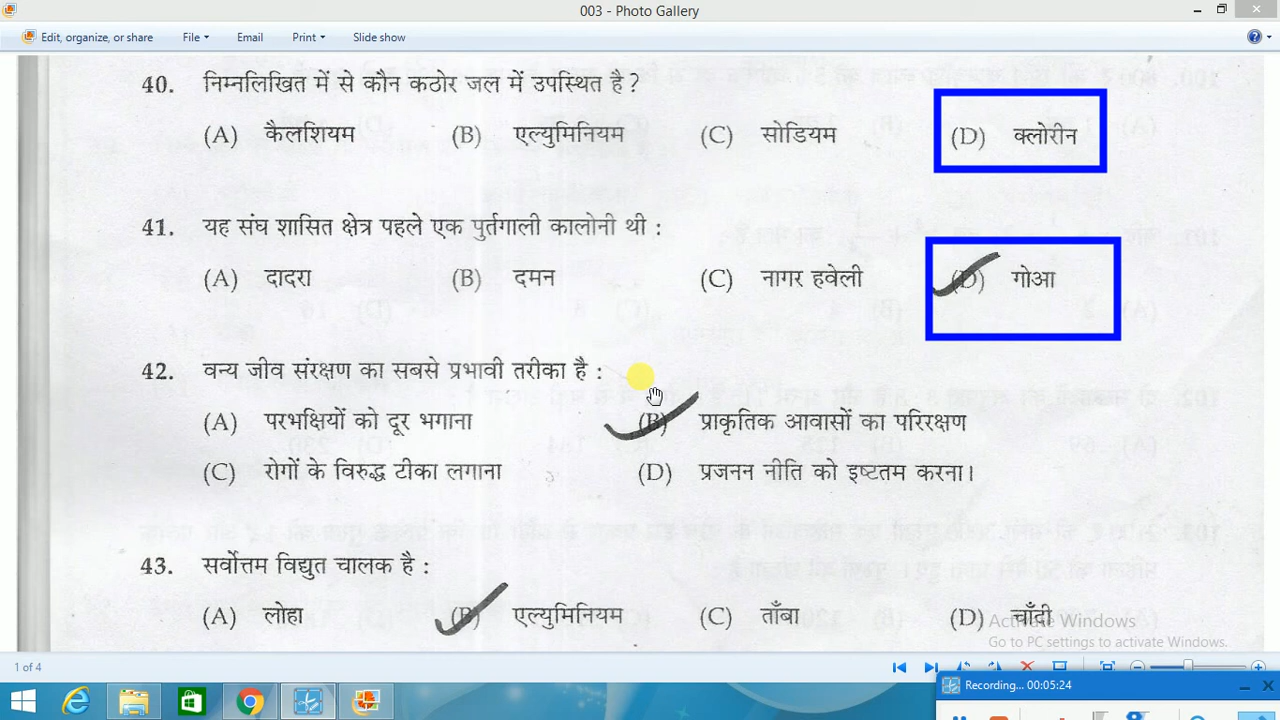 003 - Photo Gallery
Edit, organize, or share File Email Print Slide show
40. निम्नलिखित में से कौन कठोर जल में उपस्थित है ?
(A) कैलशियम (B) एल्युमिनियम (C) सोडियम (D) क्लोरीन
41. यह संघ शासित क्षेत्र पहले एक पुर्तगाली कालोनी थी :
(A) दादरा (B) दमन (C) नागर हवेली (D) गोआ
42. वन्य जीव संरक्षण का सबसे प्रभावी तरीका है :
(A) परभक्षियों को दूर भगाना (B) प्राकृतिक आवासों का परिरक्षण
(C) रोगों के विरुद्ध टीका लगाना (D) प्रजनन नीति को इष्टतम करना।
43. सर्वोत्तम विद्युत चालक है :
(A) लोहा (B) एल्युमिनियम (C) ताँबा (D) चाँदी
Activate Windows
Go to PC settings to activate Windows.
1 of 4
Recording... 00:05:24